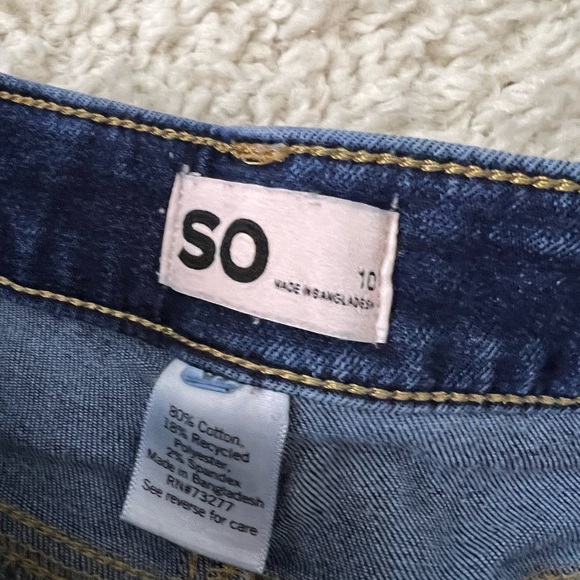 SO
10
MADE IN BANGLADESH
80% Cotton,
18% Recycled
Polyester,
2% Spandex
Made in Bangladesh
RN#73277
See reverse for care